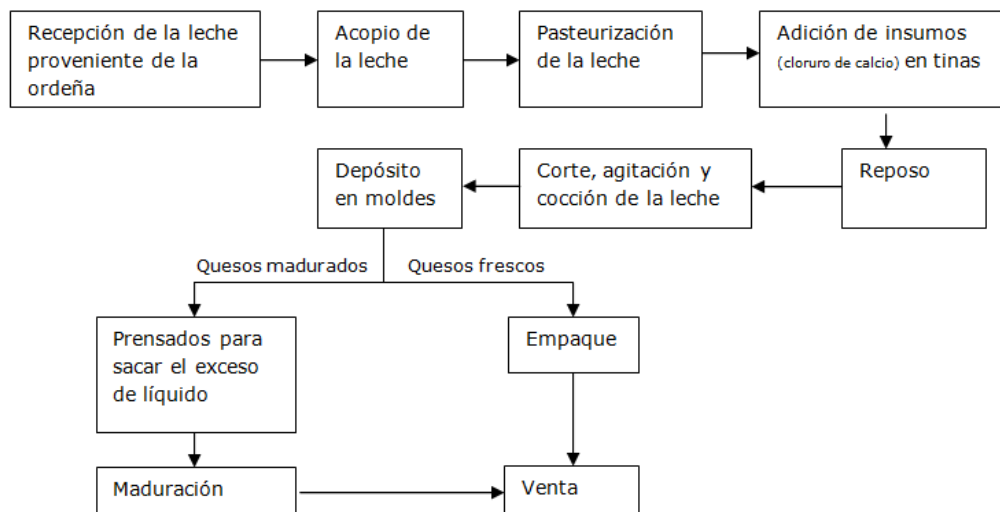 Recepción de la leche
proveniente de la
ordeña
Acopio de
la leche
Pasteurización
de la leche
Adición de insumos
(cloruro de calcio) en tinas
Reposo
Corte, agitación y
cocción de la leche
Depósito
en moldes
Quesos madurados
Quesos frescos
Prensados para
sacar el exceso
de líquido
Empaque
Maduración
Venta